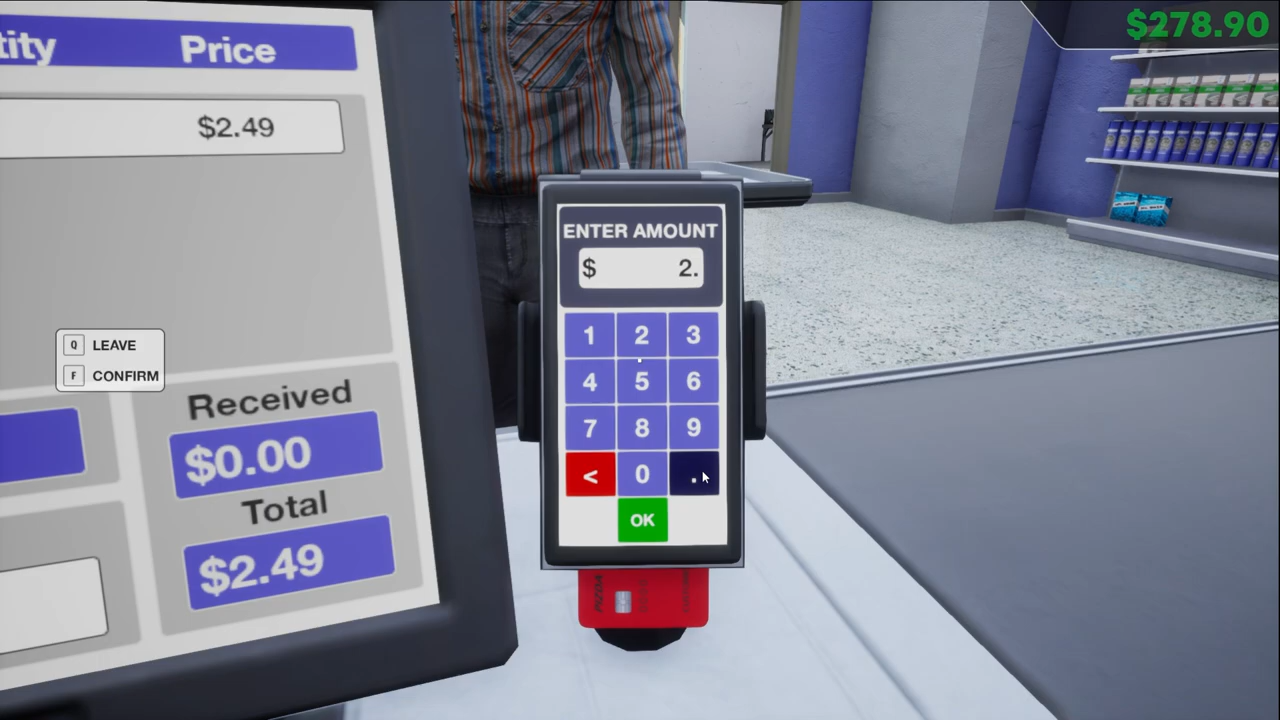 $278.90
tity Price
$2.49
Q LEAVE
F CONFIRM
Received
$0.00
Total
$2.49
ENTER AMOUNT
$ 2.
1 2 3
4 5 6
7 8 9
< 0 .
OK